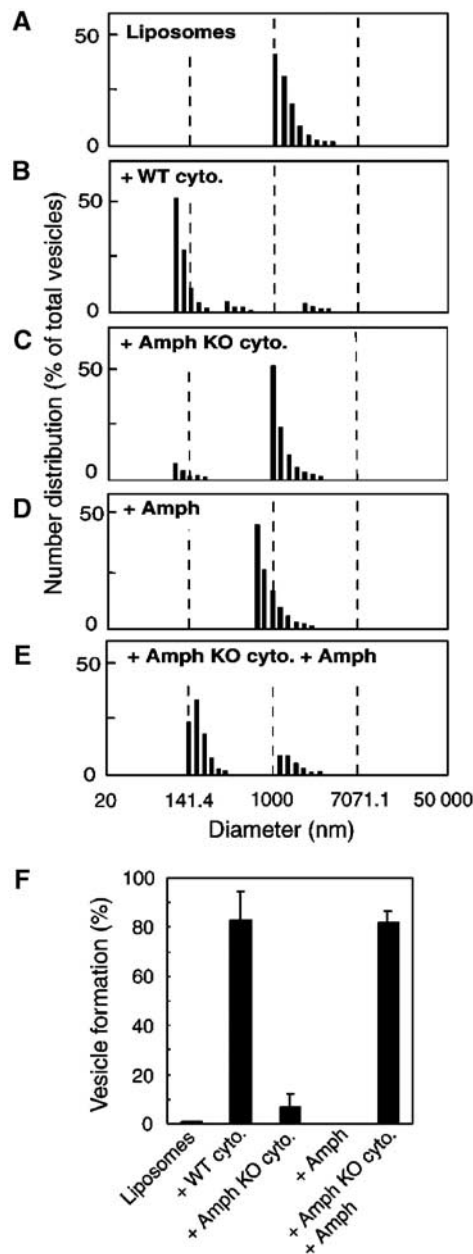 A
Liposomes
50
0
B
+ WT cyto.
50
0
C
+ Amph KO cyto.
50
0
D
+ Amph
50
0
E
+ Amph KO cyto. + Amph
50
0
Number distribution (% of total vesicles)
20 141.4 1000 7071.1 50 000
Diameter (nm)
F
100
80
60
40
20
0
Vesicle formation (%)
Liposomes
+ WT cyto.
+ Amph KO cyto.
+ Amph
+ Amph KO cyto.
+ Amph